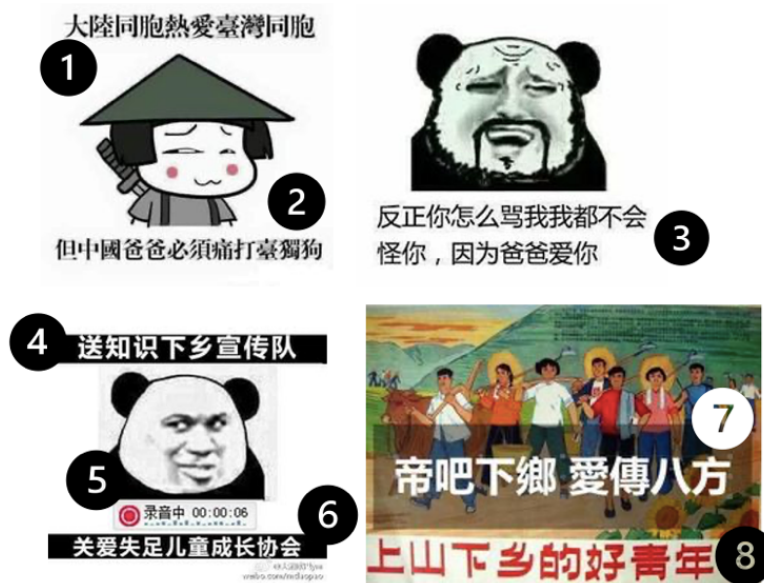 大陸同胞熱愛臺灣同胞
1
2
但中國爸爸必須痛打臺獨狗
反正你怎么骂我我都不会
怪你，因为爸爸爱你
3
4
送知识下乡宣传队
5
录音中 00:00:06
6
关爱失足儿童成长协会
7
帝吧下鄉 愛傳八方
上山下乡的好青年
8